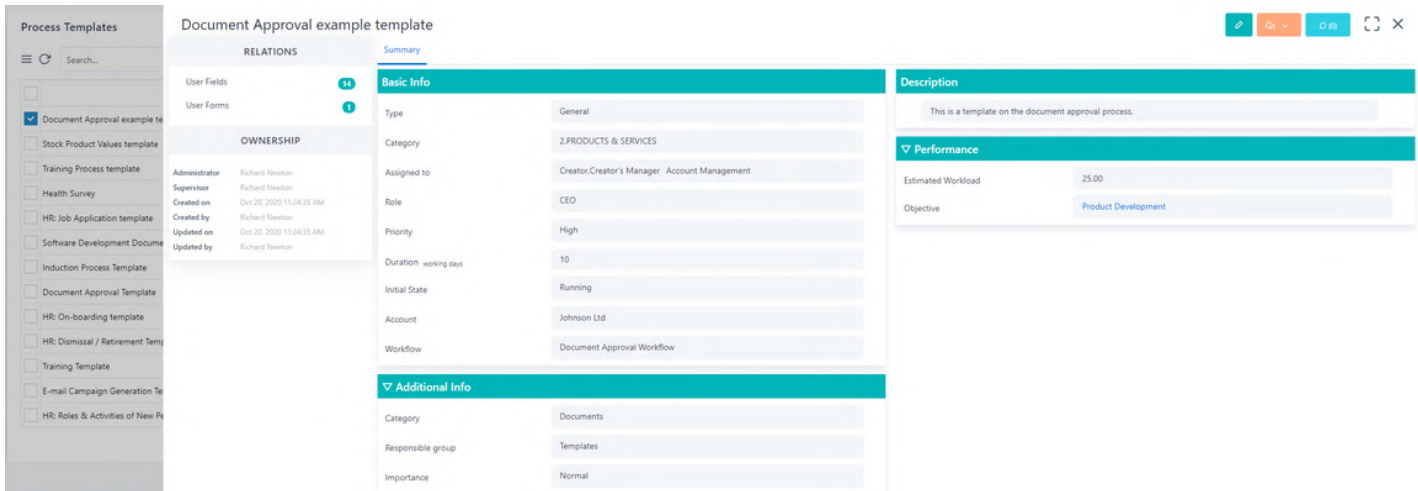 Process Templates
Search...
Document Approval example te
Stock Product Values template
Training Process template
Health Survey
HR: Job Application template
Software Development Docume
Induction Process Template
Document Approval Template
HR: On-boarding template
HR: Dismissal / Retirement Temp
Training Template
E-mail Campaign Generation Te
HR: Roles & Activities of New Pe
Document Approval example template
(0)
RELATIONS
User Fields 14
User Forms 1
OWNERSHIP
Administrator Richard Newton
Supervisor Richard Newton
Created on Oct 20, 2020 11:24:35 AM
Created by Richard Newton
Updated on Oct 20, 2020 11:24:35 AM
Updated by Richard Newton
Summary
Basic Info
Type General
Category 2.PRODUCTS & SERVICES
Assigned to Creator,Creator's Manager Account Management
Role CEO
Priority High
Duration working days 10
Initial State Running
Account Johnson Ltd
Workflow Document Approval Workflow
Additional Info
Category Documents
Responsible group Templates
Importance Normal
Description
This is a template on the document approval process.
Performance
Estimated Workload 25.00
Objective Product Development